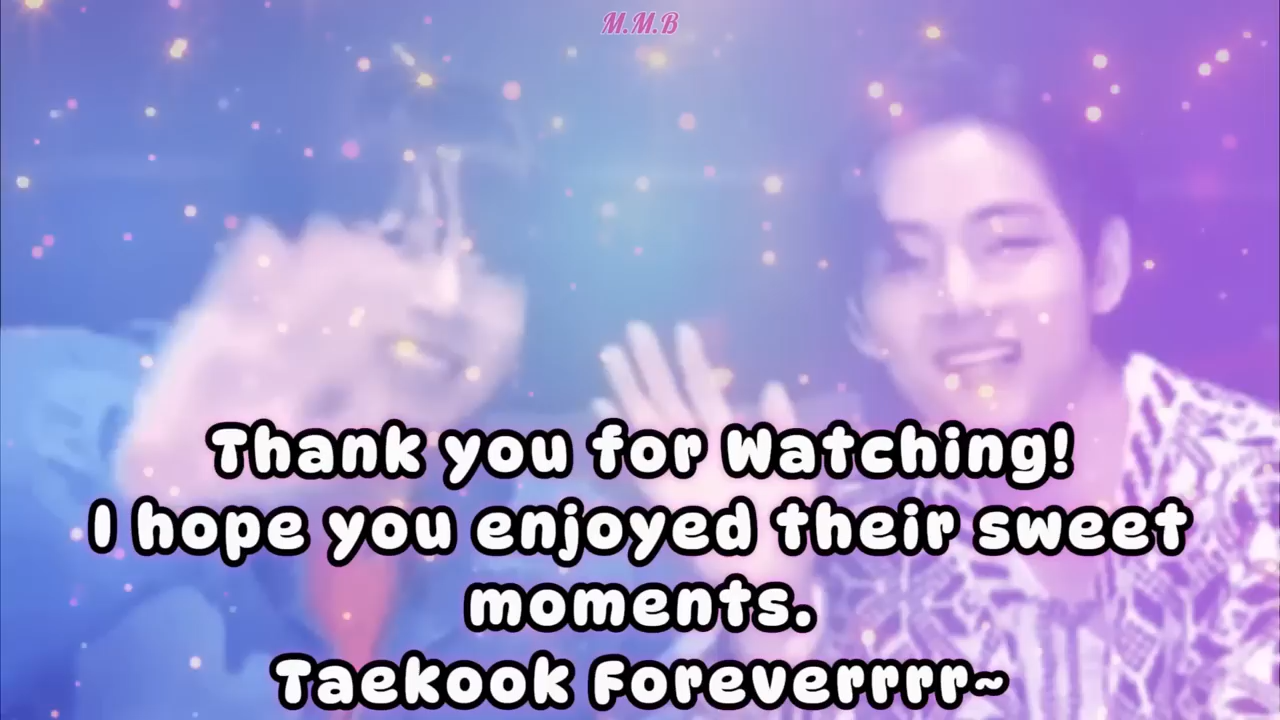 M.M.B
Thank you for Watching!
I hope you enjoyed their sweet
moments.
Taekook Foreverrrr~